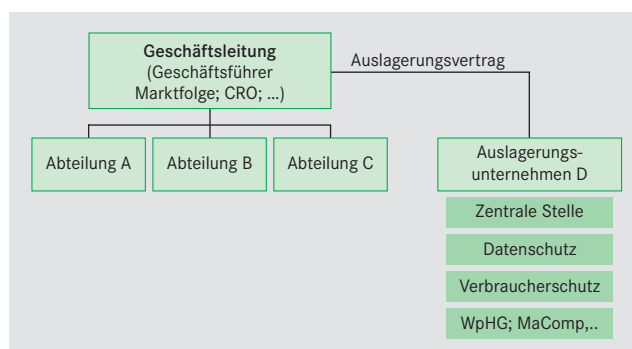 Geschäftsleitung
(Geschäftsführer
Marktfolge; CRO; ...)
Auslagerungsvertrag
Abteilung A
Abteilung B
Abteilung C
Auslagerungs-
unternehmen D
Zentrale Stelle
Datenschutz
Verbraucherschutz
WpHG; MaComp,..